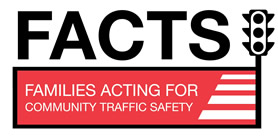 FACTS
FAMILIES ACTING FOR
COMMUNITY TRAFFIC SAFETY